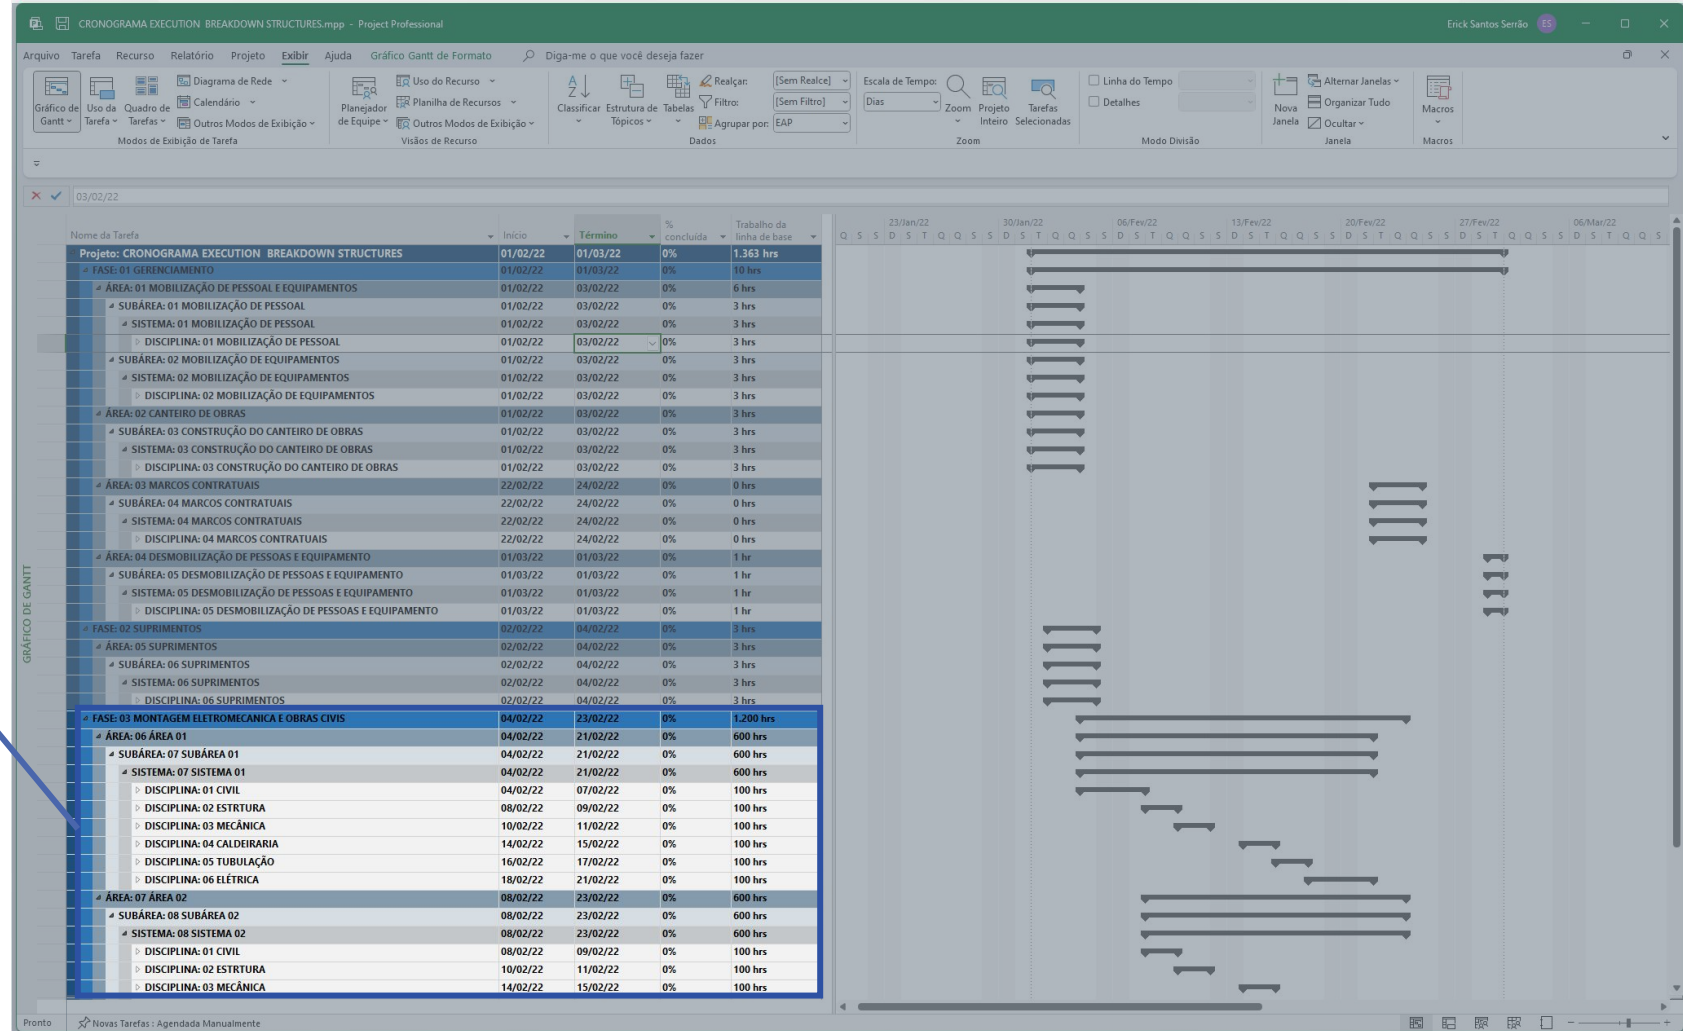 CRONOGRAMA EXECUTION BREAKDOWN STRUCTURES.mpp - Project Professional
Erick Santos Serrão ES
Arquivo Tarefa Recurso Relatório Projeto Exibir Ajuda Gráfico Gantt de Formato Diga-me o que você deseja fazer
Gráfico de Gantt
Uso da Tarefa
Quadro de Tarefas
Diagrama de Rede
Calendário
Outros Modos de Exibição
Modos de Exibição de Tarefa
Planejador de Equipe
Uso do Recurso
Planilha de Recursos
Outros Modos de Exibição
Visãos de Recurso
Classificar
Estrutura de Tópicos
Tabelas
Realçar: [Sem Realce]
Filtro: [Sem Filtro]
Agrupar por: EAP
Dados
Escala de Tempo:
Dias
Zoom
Projeto Inteiro
Tarefas Selecionadas
Zoom
Linha do Tempo
Detalhes
Modo Divisão
Nova Janela
Alternar Janelas
Organizar Tudo
Ocultar
Janela
Macros
Macros
03/02/22
Nome da Tarefa Início Término % concluída Trabalho da linha de base
23/Jan/22 30/Jan/22 06/Fev/22 13/Fev/22 20/Fev/22 27/Fev/22 06/Mar/22
Q S S D S T Q Q S S D S T Q Q S S D S T Q Q S S D S T Q Q S S D S T Q Q S S D S T Q Q S S D S T Q Q S
Projeto: CRONOGRAMA EXECUTION BREAKDOWN STRUCTURES 01/02/22 01/03/22 0% 1.363 hrs
FASE: 01 GERENCIAMENTO 01/02/22 01/03/22 0% 10 hrs
ÁREA: 01 MOBILIZAÇÃO DE PESSOAL E EQUIPAMENTOS 01/02/22 03/02/22 0% 6 hrs
SUBÁREA: 01 MOBILIZAÇÃO DE PESSOAL 01/02/22 03/02/22 0% 3 hrs
SISTEMA: 01 MOBILIZAÇÃO DE PESSOAL 01/02/22 03/02/22 0% 3 hrs
DISCIPLINA: 01 MOBILIZAÇÃO DE PESSOAL 01/02/22 03/02/22 0% 3 hrs
SUBÁREA: 02 MOBILIZAÇÃO DE EQUIPAMENTOS 01/02/22 03/02/22 0% 3 hrs
SISTEMA: 02 MOBILIZAÇÃO DE EQUIPAMENTOS 01/02/22 03/02/22 0% 3 hrs
DISCIPLINA: 02 MOBILIZAÇÃO DE EQUIPAMENTOS 01/02/22 03/02/22 0% 3 hrs
ÁREA: 02 CANTEIRO DE OBRAS 01/02/22 03/02/22 0% 3 hrs
SUBÁREA: 03 CONSTRUÇÃO DO CANTEIRO DE OBRAS 01/02/22 03/02/22 0% 3 hrs
SISTEMA: 03 CONSTRUÇÃO DO CANTEIRO DE OBRAS 01/02/22 03/02/22 0% 3 hrs
DISCIPLINA: 03 CONSTRUÇÃO DO CANTEIRO DE OBRAS 01/02/22 03/02/22 0% 3 hrs
ÁREA: 03 MARCOS CONTRATUAIS 22/02/22 24/02/22 0% 0 hrs
SUBÁREA: 04 MARCOS CONTRATUAIS 22/02/22 24/02/22 0% 0 hrs
SISTEMA: 04 MARCOS CONTRATUAIS 22/02/22 24/02/22 0% 0 hrs
DISCIPLINA: 04 MARCOS CONTRATUAIS 22/02/22 24/02/22 0% 0 hrs
ÁREA: 04 DESMOBILIZAÇÃO DE PESSOAS E EQUIPAMENTO 01/03/22 01/03/22 0% 1 hr
SUBÁREA: 05 DESMOBILIZAÇÃO DE PESSOAS E EQUIPAMENTO 01/03/22 01/03/22 0% 1 hr
SISTEMA: 05 DESMOBILIZAÇÃO DE PESSOAS E EQUIPAMENTO 01/03/22 01/03/22 0% 1 hr
DISCIPLINA: 05 DESMOBILIZAÇÃO DE PESSOAS E EQUIPAMENTO 01/03/22 01/03/22 0% 1 hr
FASE: 02 SUPRIMENTOS 02/02/22 04/02/22 0% 3 hrs
ÁREA: 05 SUPRIMENTOS 02/02/22 04/02/22 0% 3 hrs
SUBÁREA: 06 SUPRIMENTOS 02/02/22 04/02/22 0% 3 hrs
SISTEMA: 06 SUPRIMENTOS 02/02/22 04/02/22 0% 3 hrs
DISCIPLINA: 06 SUPRIMENTOS 02/02/22 04/02/22 0% 3 hrs
FASE: 03 MONTAGEM ELETROMECANICA E OBRAS CIVIS 04/02/22 23/02/22 0% 1.200 hrs
ÁREA: 06 ÁREA 01 04/02/22 21/02/22 0% 600 hrs
SUBÁREA: 07 SUBÁREA 01 04/02/22 21/02/22 0% 600 hrs
SISTEMA: 07 SISTEMA 01 04/02/22 21/02/22 0% 600 hrs
DISCIPLINA: 01 CIVIL 04/02/22 07/02/22 0% 100 hrs
DISCIPLINA: 02 ESTRTURA 08/02/22 09/02/22 0% 100 hrs
DISCIPLINA: 03 MECÂNICA 10/02/22 11/02/22 0% 100 hrs
DISCIPLINA: 04 CALDEIRARIA 14/02/22 15/02/22 0% 100 hrs
DISCIPLINA: 05 TUBULAÇÃO 16/02/22 17/02/22 0% 100 hrs
DISCIPLINA: 06 ELÉTRICA 18/02/22 21/02/22 0% 100 hrs
ÁREA: 07 ÁREA 02 08/02/22 23/02/22 0% 600 hrs
SUBÁREA: 08 SUBÁREA 02 08/02/22 23/02/22 0% 600 hrs
SISTEMA: 08 SISTEMA 02 08/02/22 23/02/22 0% 600 hrs
DISCIPLINA: 01 CIVIL 08/02/22 09/02/22 0% 100 hrs
DISCIPLINA: 02 ESTRTURA 10/02/22 11/02/22 0% 100 hrs
DISCIPLINA: 03 MECÂNICA 14/02/22 15/02/22 0% 100 hrs
GRÁFICO DE GANTT
Pronto Novas Tarefas : Agendada Manualmente